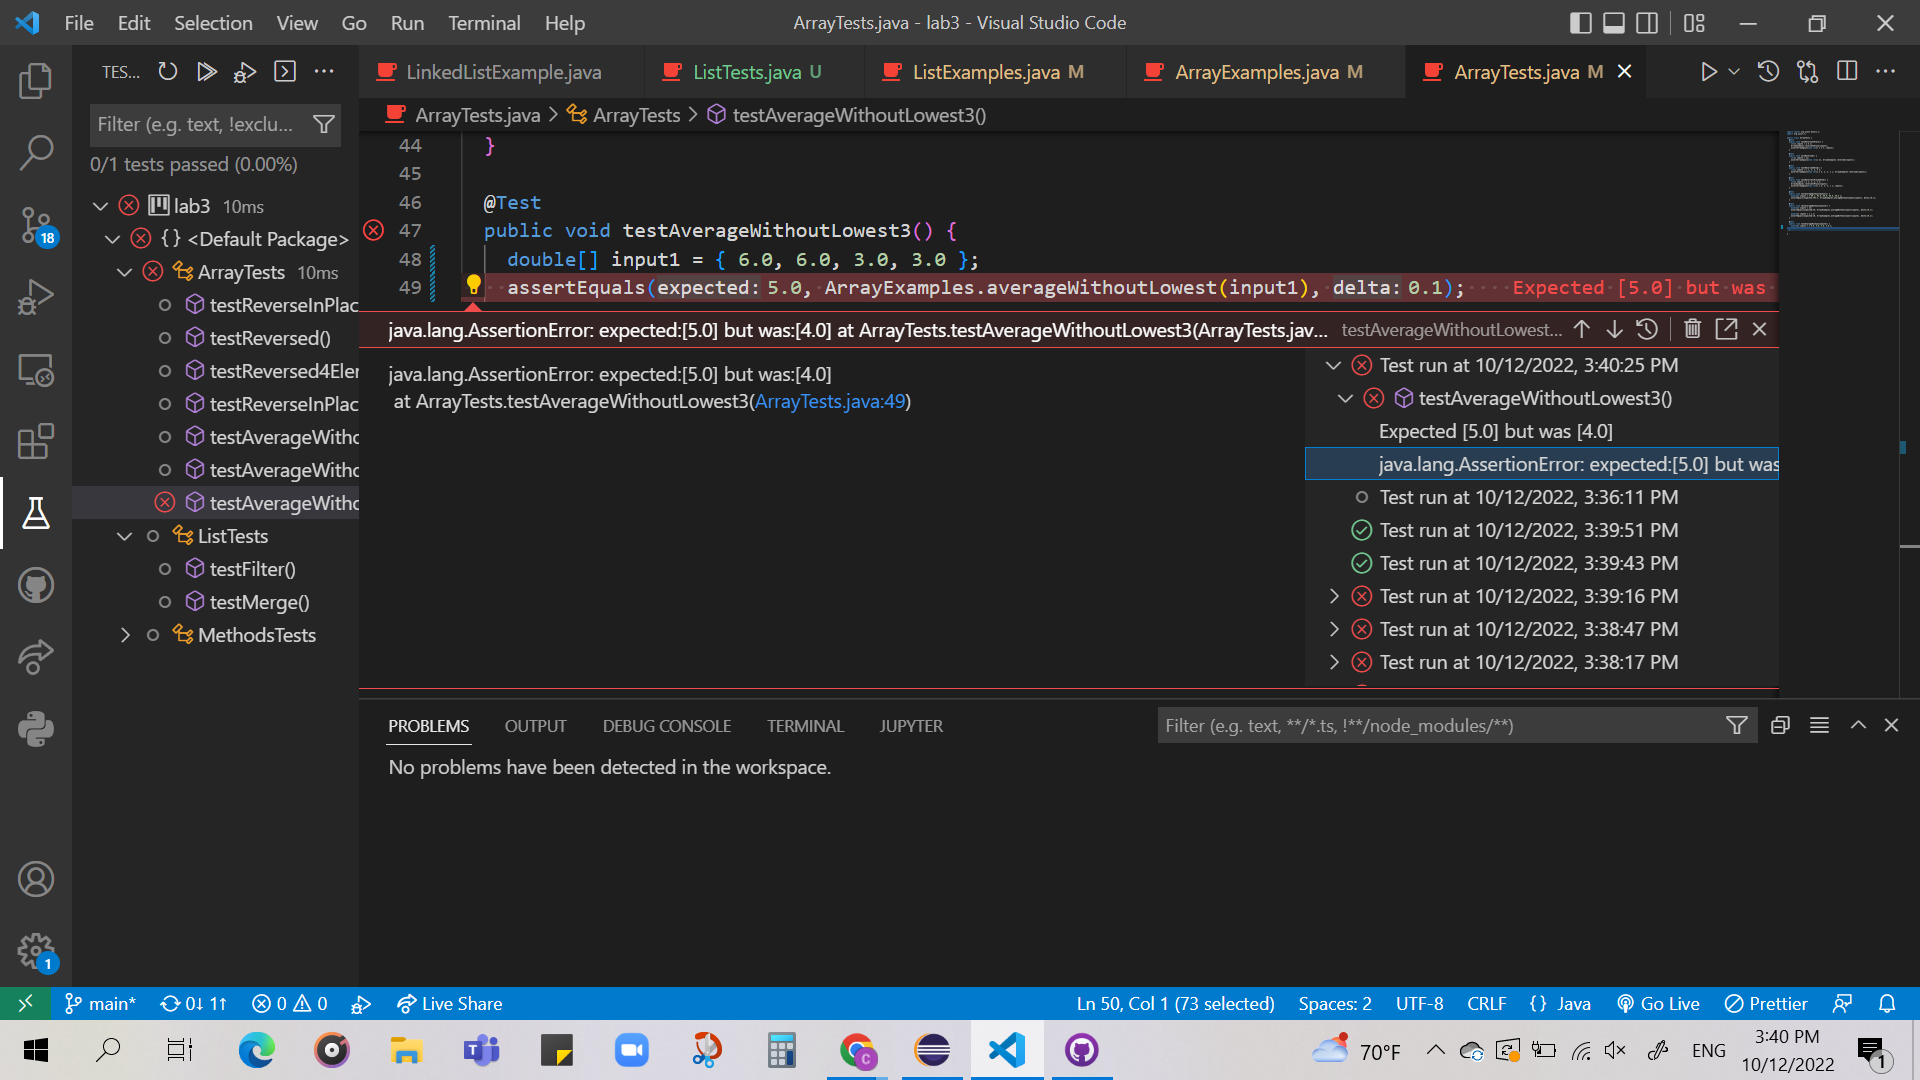 File Edit Selection View Go Run Terminal Help
ArrayTests.java - lab3 - Visual Studio Code
TES...
LinkedListExample.java
ListTests.java U
ListExamples.java M
ArrayExamples.java M
ArrayTests.java M
Filter (e.g. text, !exclu...
0/1 tests passed (0.00%)
lab3 10ms
{} <Default Package>
ArrayTests 10ms
testReverseInPlac
testReversed()
testReversed4Eler
testReverseInPlac
testAverageWitho
testAverageWitho
testAverageWitho
ListTests
testFilter()
testMerge()
MethodsTests
ArrayTests.java > ArrayTests > testAverageWithoutLowest3()
44 }
45
46 @Test
47 public void testAverageWithoutLowest3() {
48 double[] input1 = { 6.0, 6.0, 3.0, 3.0 };
49 assertEquals(expected: 5.0, ArrayExamples.averageWithoutLowest(input1), delta: 0.1); Expected [5.0] but was
java.lang.AssertionError: expected:[5.0] but was:[4.0] at ArrayTests.testAverageWithoutLowest3(ArrayTests.jav... testAverageWithoutLowest...
java.lang.AssertionError: expected:[5.0] but was:[4.0]
at ArrayTests.testAverageWithoutLowest3(ArrayTests.java:49)
Test run at 10/12/2022, 3:40:25 PM
testAverageWithoutLowest3()
Expected [5.0] but was [4.0]
java.lang.AssertionError: expected:[5.0] but was
Test run at 10/12/2022, 3:36:11 PM
Test run at 10/12/2022, 3:39:51 PM
Test run at 10/12/2022, 3:39:43 PM
Test run at 10/12/2022, 3:39:16 PM
Test run at 10/12/2022, 3:38:47 PM
Test run at 10/12/2022, 3:38:17 PM
PROBLEMS OUTPUT DEBUG CONSOLE TERMINAL JUPYTER
Filter (e.g. text, **/*.ts, !**/node_modules/**)
No problems have been detected in the workspace.
18
1
main* 0↓ 1↑ 0 0 Live Share
Ln 50, Col 1 (73 selected) Spaces: 2 UTF-8 CRLF {} Java Go Live Prettier
70°F
ENG
3:40 PM
10/12/2022
1